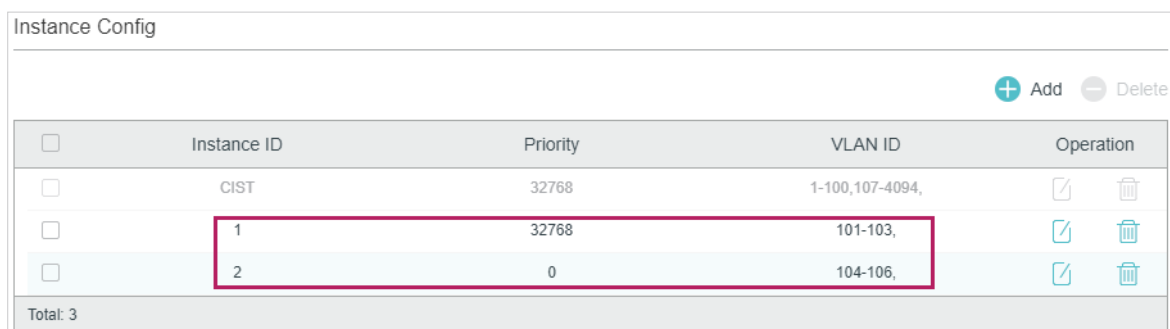 Instance Config
Add Delete
Instance ID Priority VLAN ID Operation
CIST 32768 1-100,107-4094,
1 32768 101-103,
2 0 104-106,
Total: 3